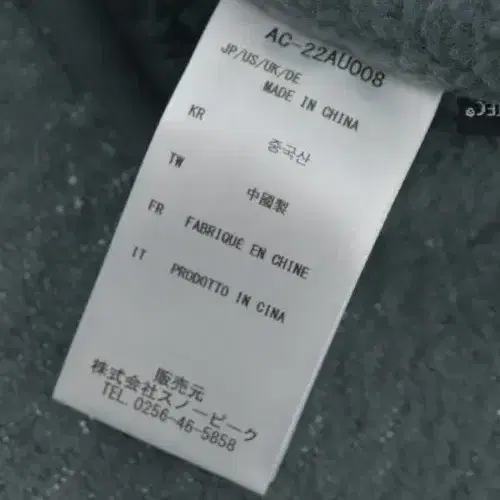 AC-22AU008
JP/US/UK/DE
MADE IN CHINA
KR
중국산
TW
中國製
FR
FABRIQUE EN CHINE
IT
PRODOTTO IN CINA
販売元
株式会社スノーピーク
TEL. 0256-46-5858